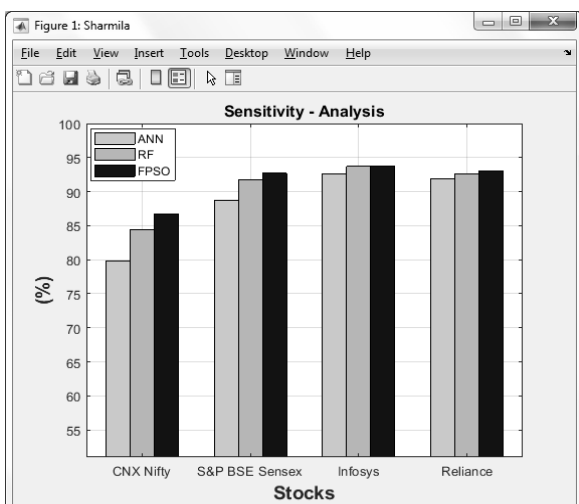 Figure 1: Sharmila
File Edit View Insert Tools Desktop Window Help
Sensitivity - Analysis
ANN
RF
FPSO
100
95
90
85
80
75
70
65
60
55
(%)
CNX Nifty S&P BSE Sensex Infosys Reliance
Stocks